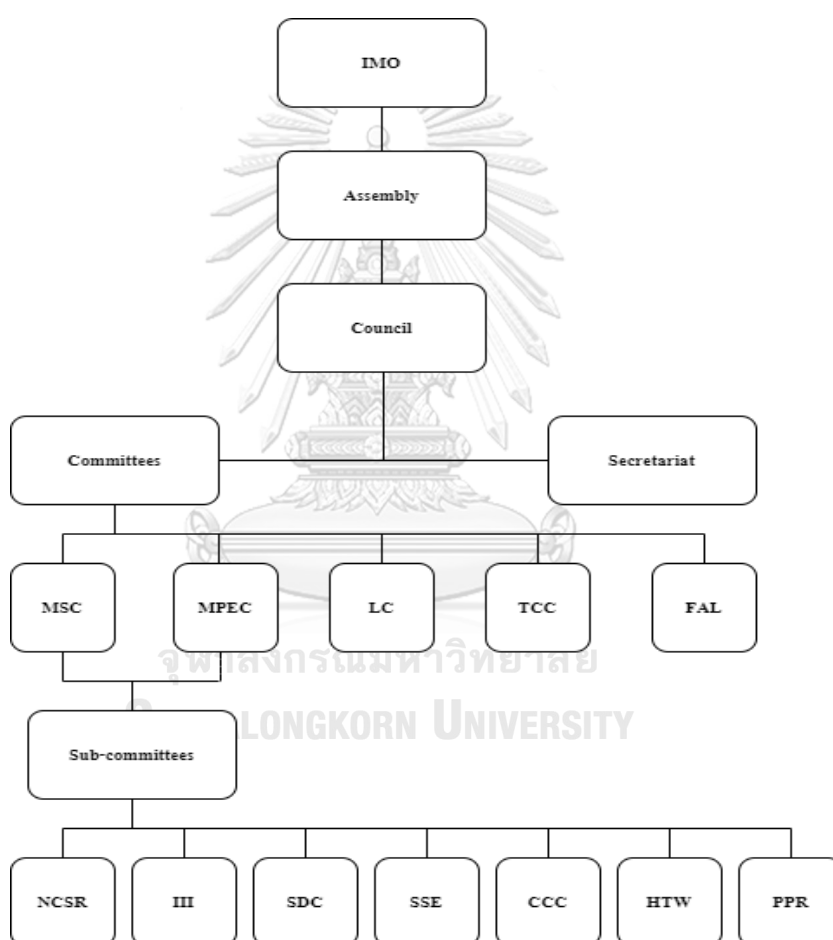 IMO
Assembly
Council
Committees
Secretariat
MSC
MPEC
LC
TCC
FAL
จุฬาลงกรณ์มหาวิทยาลัย
UNIVERSITY
Sub-committees
NCSR
III
SDC
SSE
CCC
HTW
PPR